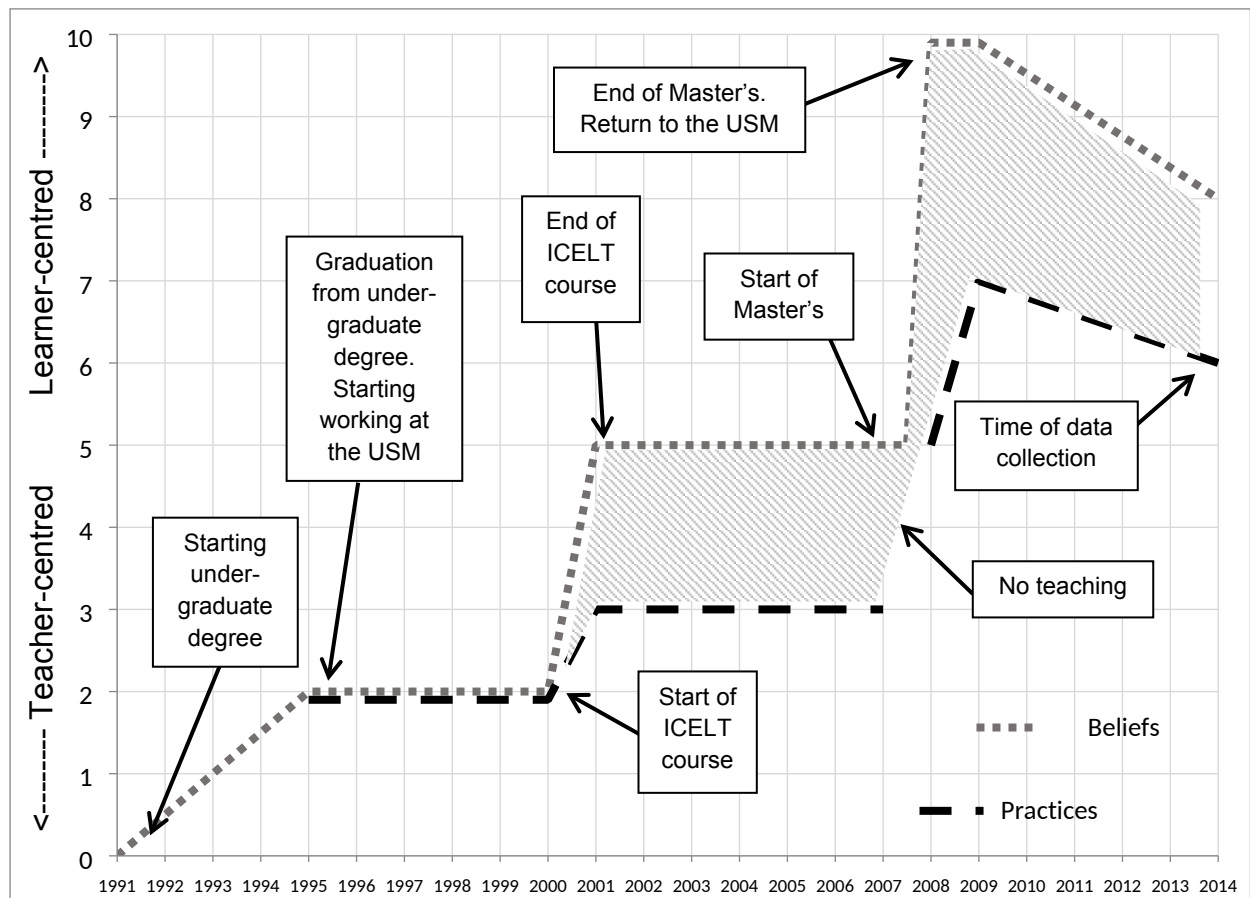 10
9
8
7
6
5
4
3
2
1
0
Learner-centred ------->
<------- Teacher-centred
End of Master’s.
Return to the USM
End of
ICELT
course
Graduation
from under-
graduate
degree.
Starting
working at
the USM
Start of
Master’s
Starting
under-
graduate
degree
Time of data
collection
No teaching
Start of
ICELT
course
Beliefs
Practices
1991 1992 1993 1994 1995 1996 1997 1998 1999 2000 2001 2002 2003 2004 2005 2006 2007 2008 2009 2010 2011 2012 2013 2014